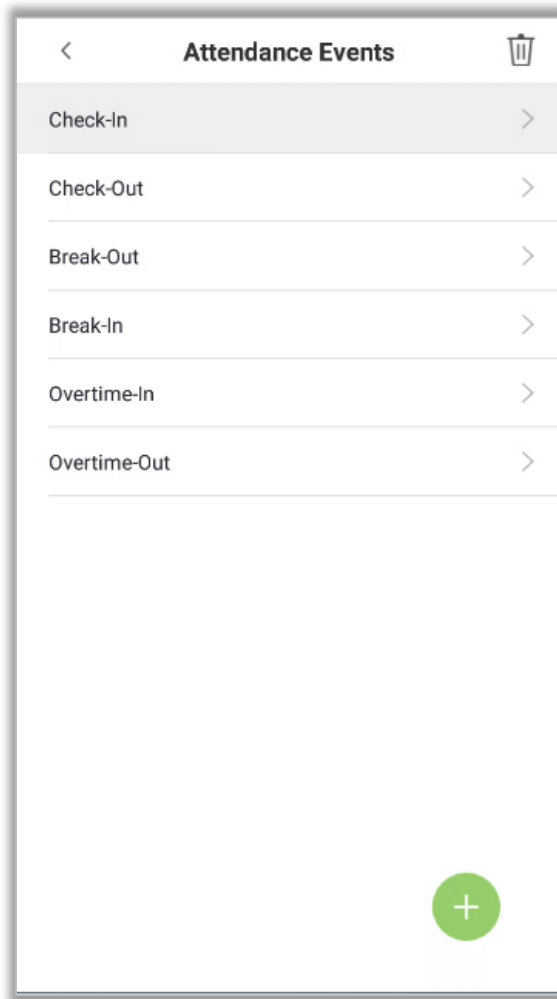 Attendance Events
Check-In
Check-Out
Break-Out
Break-In
Overtime-In
Overtime-Out